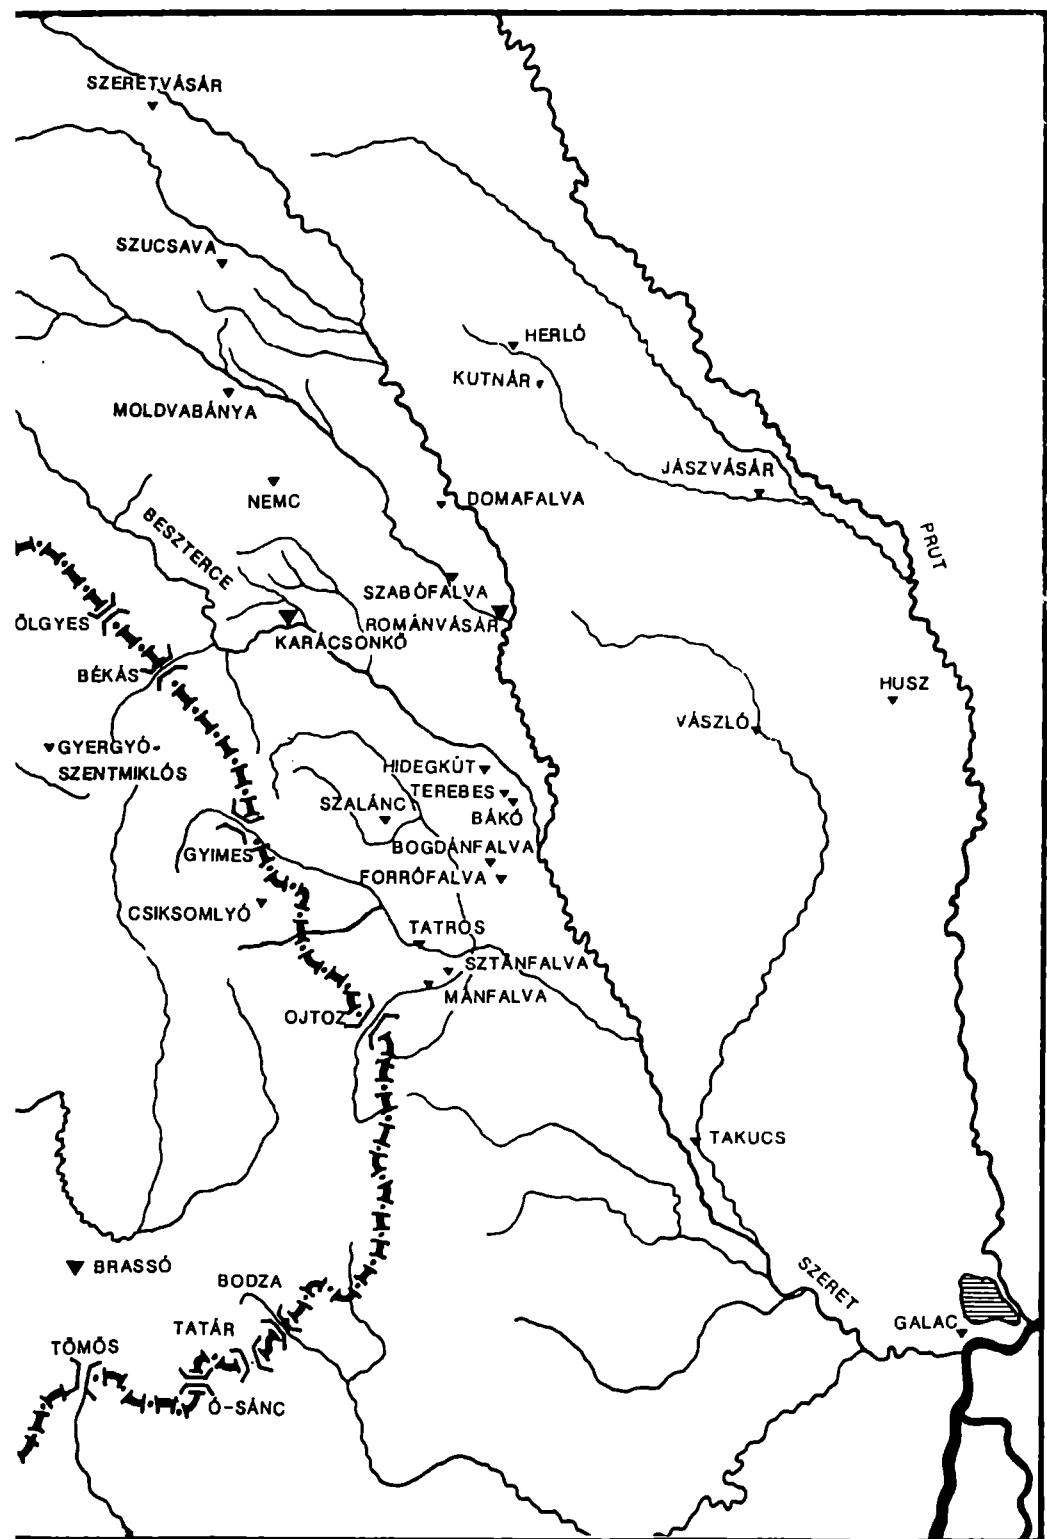 SZERETVÁSÁR
SZUCSAVA
HERLÓ
KUTNÁR
MOLDVABÁNYA
JÁSZVÁSÁR
NEMC
DOMAFALVA
BESZTERCE
PRUT
SZABÓFALVA
ŐLGYES
ROMÁNVÁSÁR
KARÁCSONKŐ
BÉKÁS
HUSZ
VÁSZLÓ
GYERGYÓ-
SZENTMIKLÓS
HIDEGKÚT
TEREBES
SZALÁNC
BÁKÓ
BOGDÁNFALVA
GYIMES
FORRÓFALVA
CSIKSOMLYÓ
TATROS
SZTÁNFALVA
MÁNFALVA
OJTOZ
TAKUCS
BRASSÓ
BODZA
SZERET
GALAC
TATÁR
TÖMÖS
Ó-SÁNC